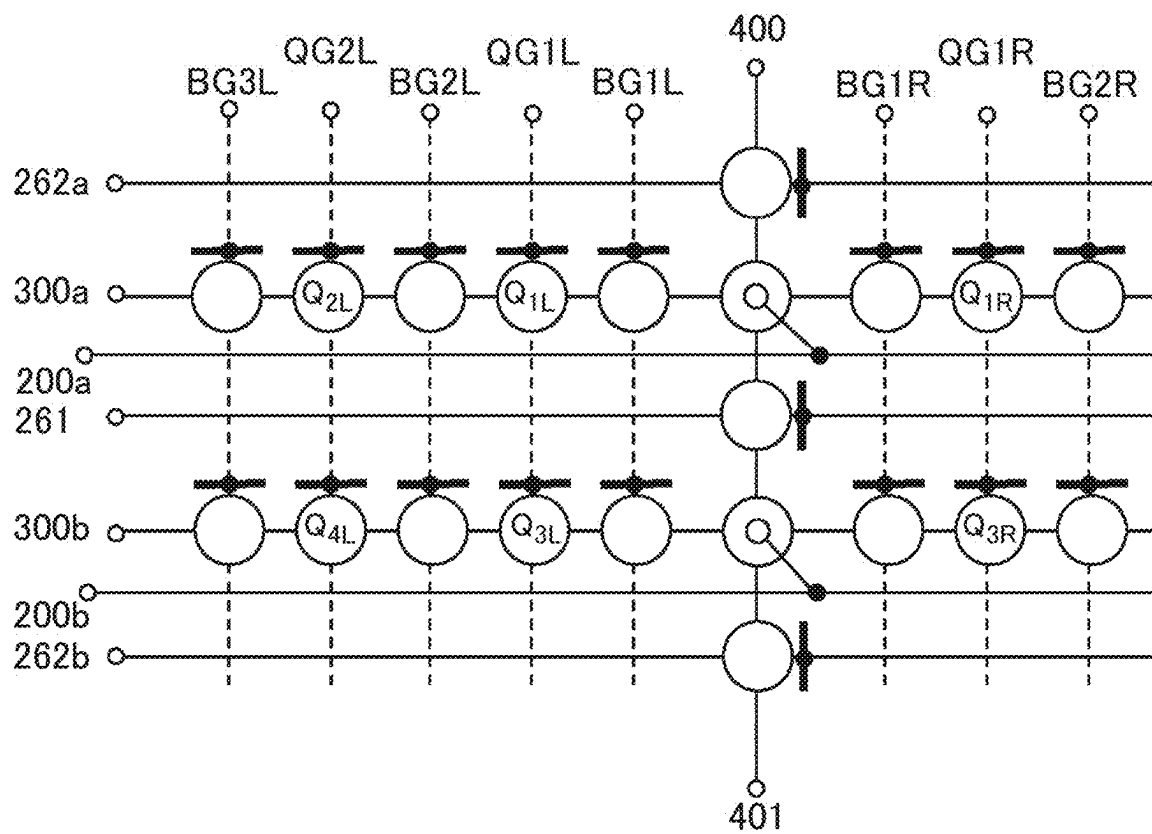 400
QG2L QG1L QG1R
BG3L BG2L BG1L BG1R BG2R
262a
300a Q2L Q1L Q1R
200a
261
300b Q4L Q3L Q3R
200b
262b
401